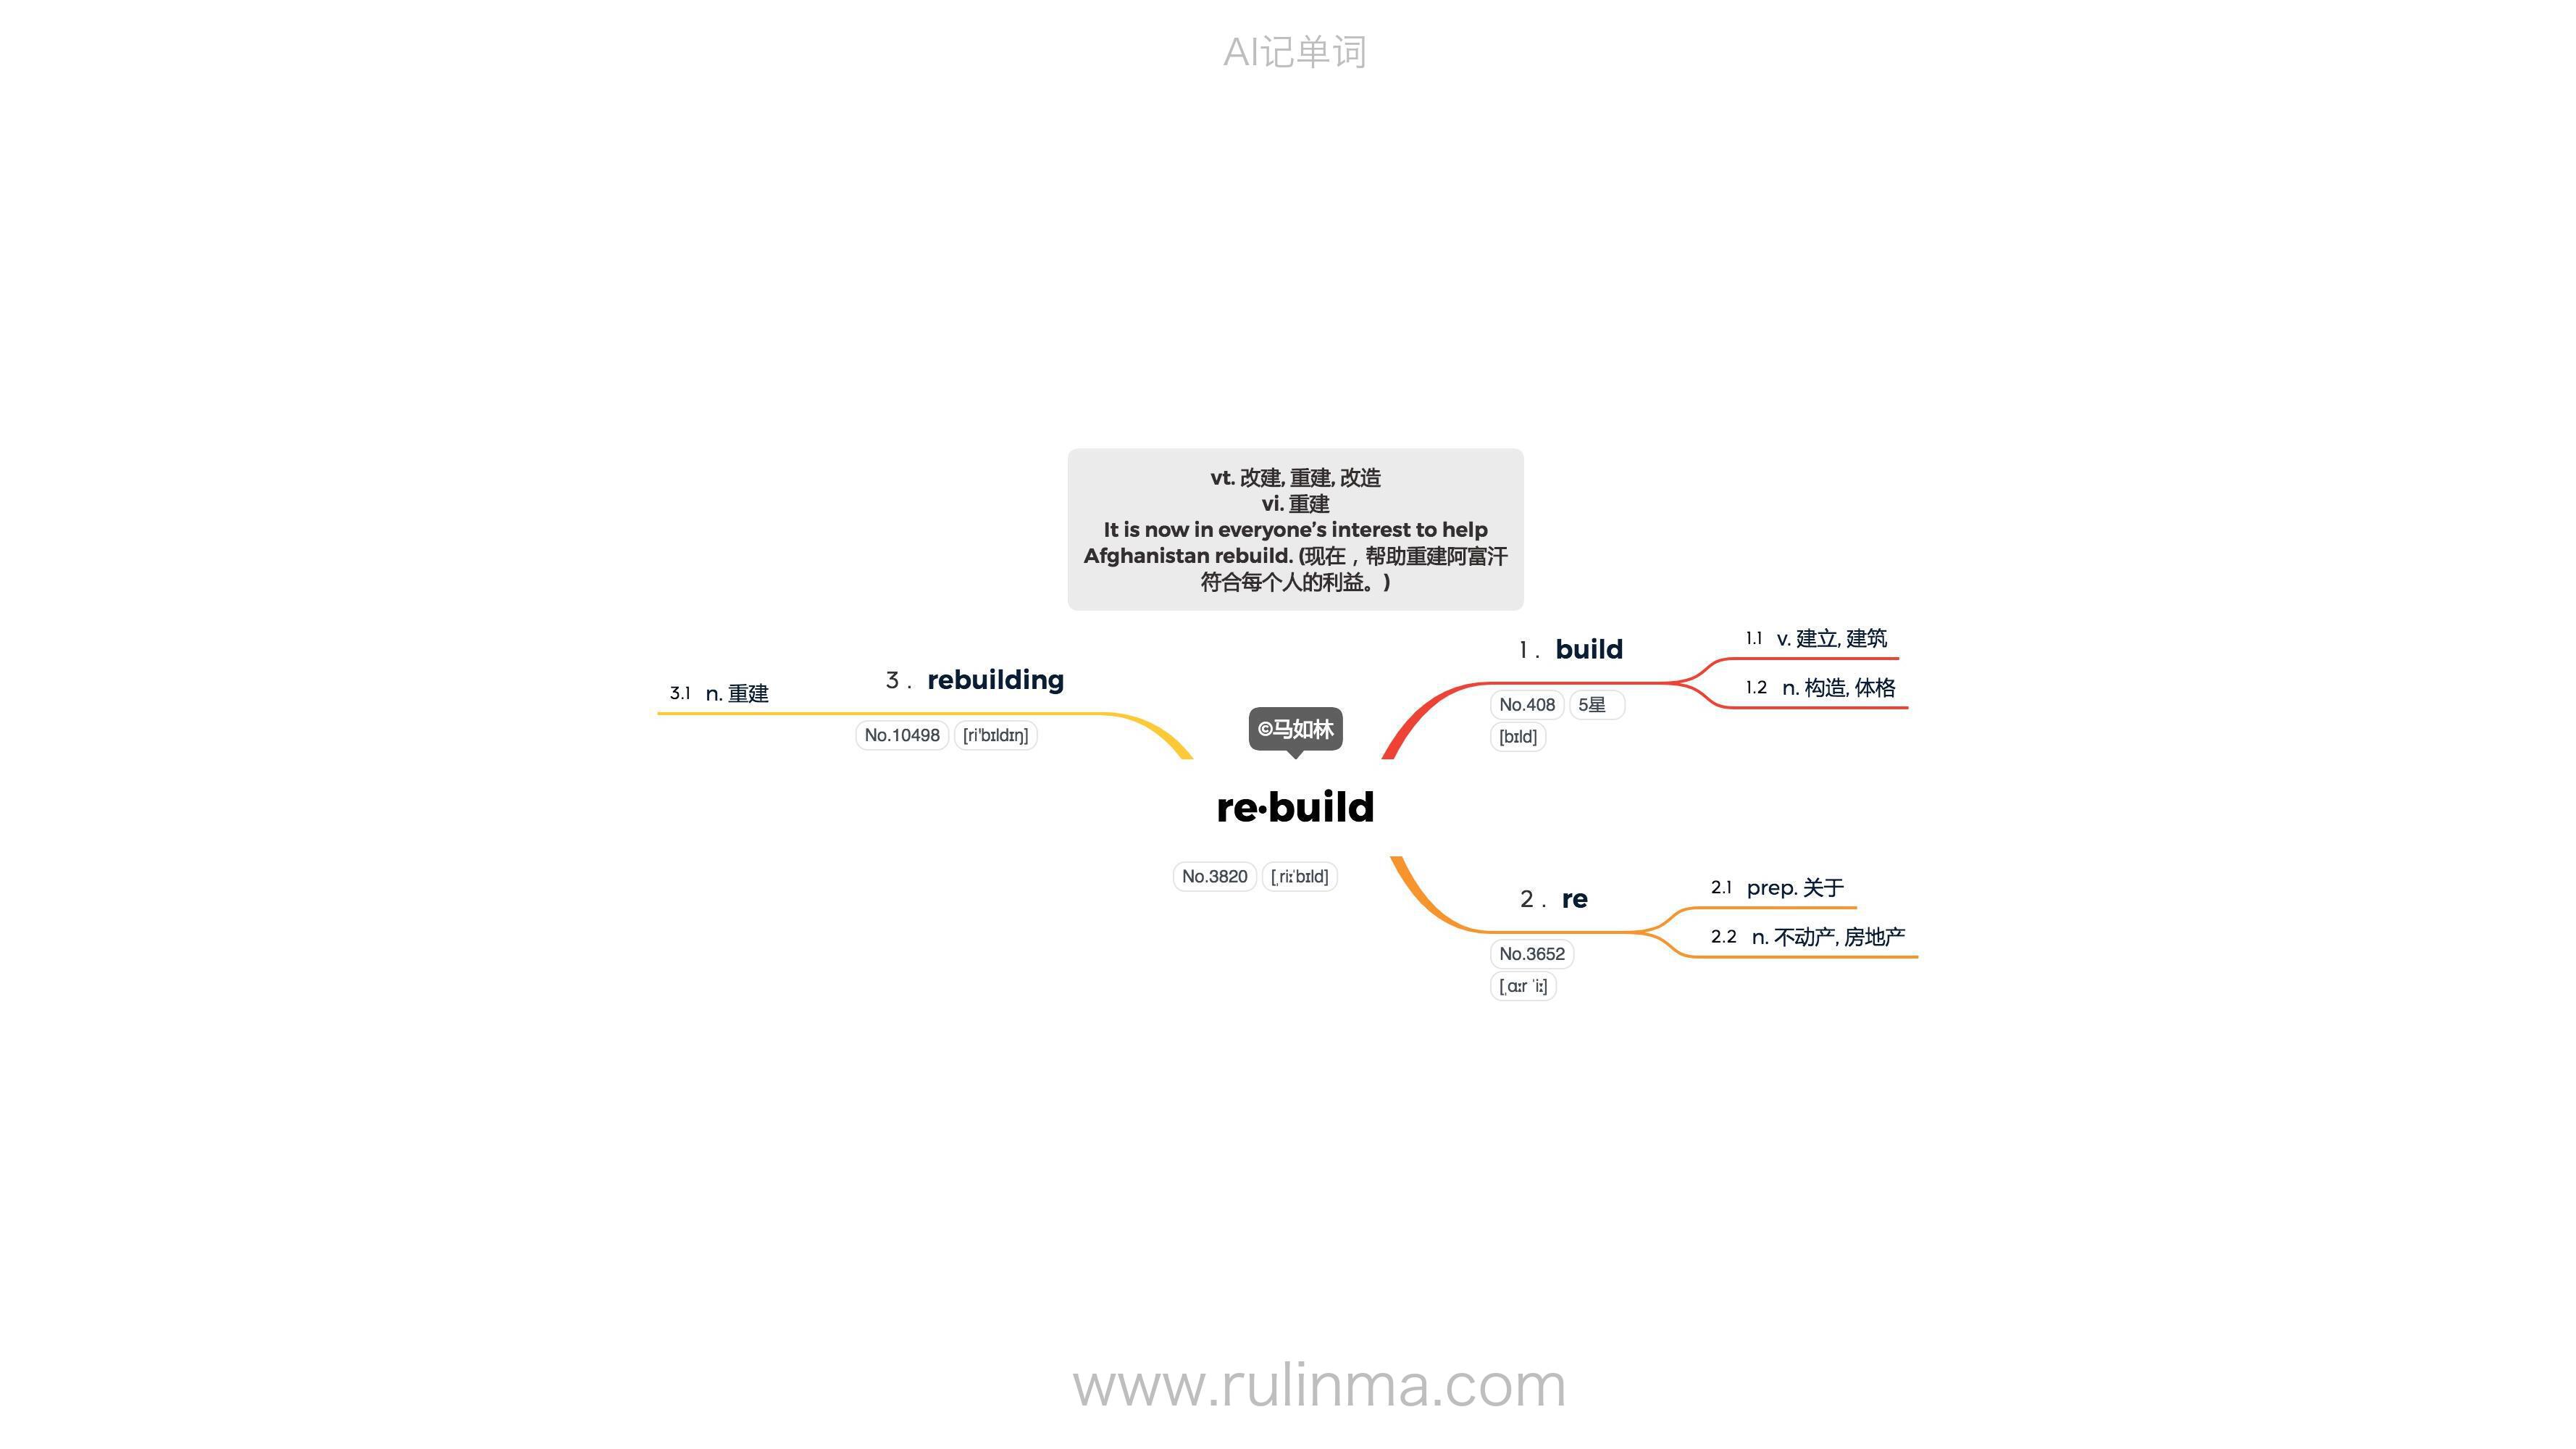 AI记单词
vt. 改建, 重建, 改造
vi. 重建
It is now in everyone’s interest to help
Afghanistan rebuild. (现在，帮助重建阿富汗
符合每个人的利益。)
©马如林
re·build
No.3820 [ˌriːˈbɪld]
1. build
No.408 5星
[bɪld]
1.1 v. 建立, 建筑
1.2 n. 构造, 体格
2. re
No.3652
[ˌɑːr ˈiː]
2.1 prep. 关于
2.2 n. 不动产, 房地产
3. rebuilding
No.10498 [ri'bɪldɪŋ]
3.1 n. 重建
www.rulinma.com